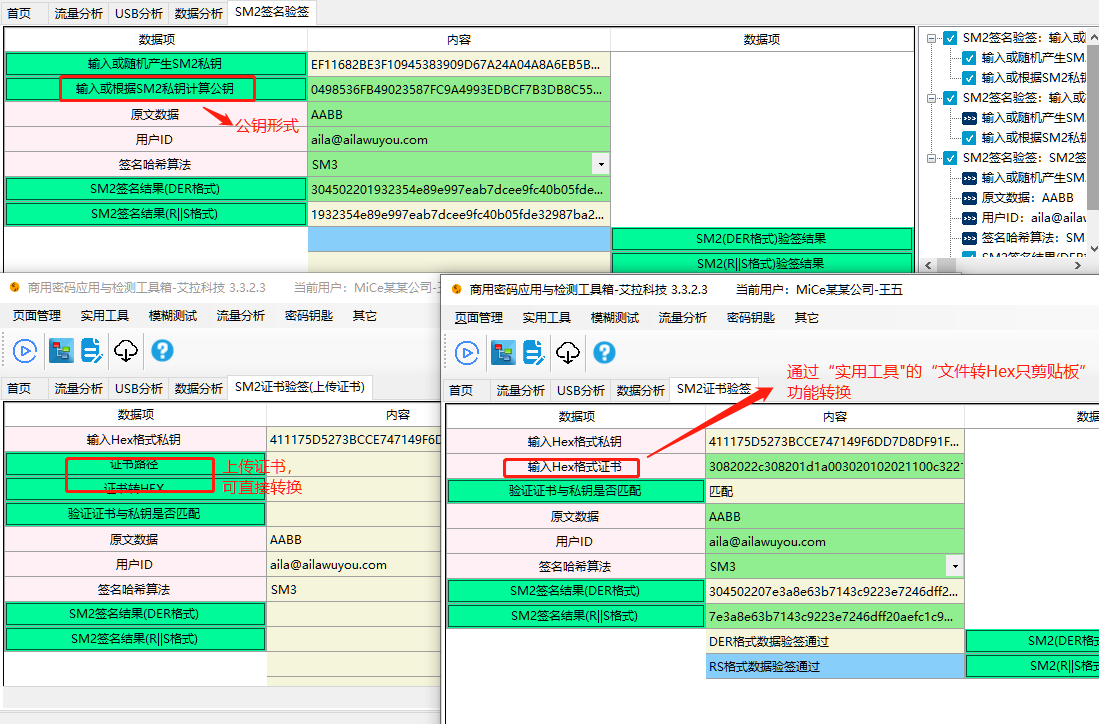 首页 流量分析 USB分析 数据分析 SM2签名验签
数据项 内容 数据项
输入或随机产生SM2私钥 EF11682BE3F10945383909D67A24A04A8A6EB5B...
输入或根据SM2私钥计算公钥 0498536FB49023587FC9A4993EDBCF7B3DB8C55...
公钥形式
原文数据 AABB
用户ID aila@ailawuyou.com
签名哈希算法 SM3
SM2签名结果(DER格式) 304502201932354e89e997eab7dcee9fc40b05fde...
SM2签名结果(R||S格式) 1932354e89e997eab7dcee9fc40b05fde32987ba2...
SM2(DER格式)验签结果
SM2(R||S格式)验签结果
SM2签名验签：输入或
输入或随机产生SM
输入或根据SM2私钥
SM2签名验签：输入或
输入或随机产生SM
输入或根据SM2私钥
SM2签名验签：SM2签
输入或随机产生SM
原文数据：AABB
用户ID：aila@ailaw
签名哈希算法：SM
SM2签名结果(DER
商用密码应用与检测工具箱-艾拉科技 3.3.2.3 当前用户：MiCe某某公司-王
页面管理 实用工具 模糊测试 流量分析 密码钥匙 其它
首页 流量分析 USB分析 数据分析 SM2证书验签(上传证书)
数据项 内容
输入Hex格式私钥 411175D5273BCCE747149F6D
证书路径
证书转HEX
上传证书，
可直接转换
验证证书与私钥是否匹配
原文数据 AABB
用户ID aila@ailawuyou.com
签名哈希算法 SM3
SM2签名结果(DER格式)
SM2签名结果(R||S格式)
商用密码应用与检测工具箱-艾拉科技 3.3.2.3 当前用户：MiCe某某公司-王五
页面管理 实用工具 模糊测试 流量分析 密码钥匙 其它
通过“实用工具"的“文件转Hex只剪贴板”
功能转换
首页 流量分析 USB分析 数据分析 SM2证书验签
数据项 内容 数据
输入Hex格式私钥 411175D5273BCCE747149F6DD7D8DF91F...
输入Hex格式证书 3082022c308201d1a003020102021100c322
验证证书与私钥是否匹配 匹配
原文数据 AABB
用户ID aila@ailawuyou.com
签名哈希算法 SM3
SM2签名结果(DER格式) 304502207e3a8e63b7143c9223e7246dff2...
SM2签名结果(R||S格式) 7e3a8e63b7143c9223e7246dff20aefc1c9...
DER格式数据验签通过 SM2(DER格式
RS格式数据验签通过 SM2(R||S格式